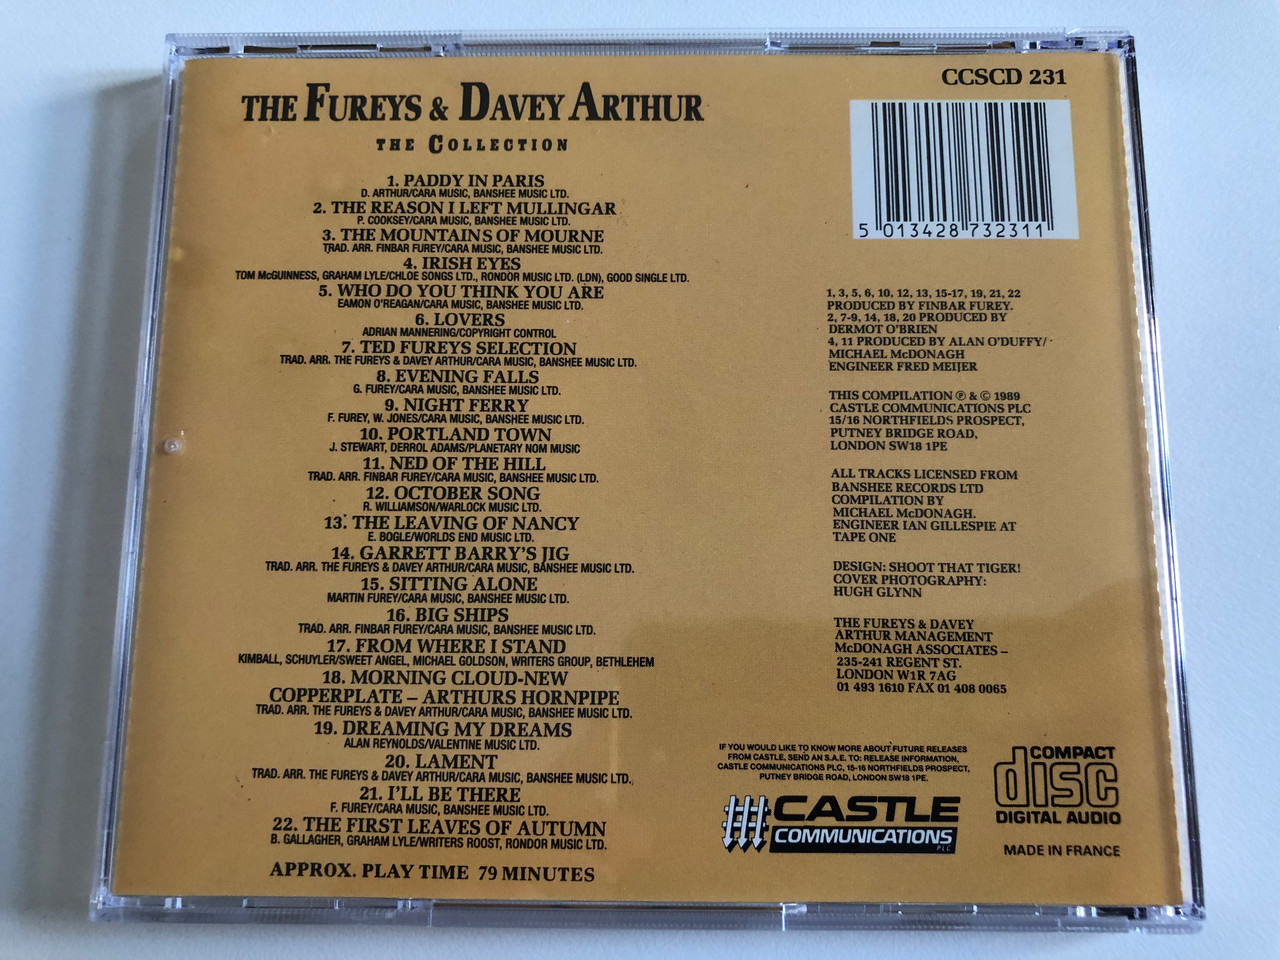 THE FUREYS & DAVEY ARTHUR
THE COLLECTION
1. PADDY IN PARIS
D. ARTHUR/CARA MUSIC, BANSHEE MUSIC LTD.
2. THE REASON I LEFT MULLINGAR
P. COOKSEY/CARA MUSIC, BANSHEE MUSIC LTD.
3. THE MOUNTAINS OF MOURNE
TRAD. ARR. FINBAR FUREY/CARA MUSIC, BANSHEE MUSIC LTD.
4. IRISH EYES
TOM McGUINNESS, GRAHAM LYLE/CHLOE SONGS LTD., RONDOR MUSIC LTD. (LDN), GOOD SINGLE LTD.
5. WHO DO YOU THINK YOU ARE
EAMON O'REAGAN/CARA MUSIC, BANSHEE MUSIC LTD.
6. LOVERS
ADRIAN MANNERING/COPYRIGHT CONTROL
7. TED FUREYS SELECTION
TRAD. ARR. THE FUREYS & DAVEY ARTHUR/CARA MUSIC, BANSHEE MUSIC LTD.
8. EVENING FALLS
G. FUREY/CARA MUSIC, BANSHEE MUSIC LTD.
9. NIGHT FERRY
F. FUREY, W. JONES/CARA MUSIC, BANSHEE MUSIC LTD.
10. PORTLAND TOWN
J. STEWART, DERROL ADAMS/PLANETARY NOM MUSIC
11. NED OF THE HILL
TRAD. ARR. FINBAR FUREY/CARA MUSIC, BANSHEE MUSIC LTD.
12. OCTOBER SONG
R. WILLIAMSON/WARLOCK MUSIC LTD.
13. THE LEAVING OF NANCY
E. BOGLE/WORLDS END MUSIC LTD.
14. GARRETT BARRY'S JIG
TRAD. ARR. THE FUREYS & DAVEY ARTHUR/CARA MUSIC, BANSHEE MUSIC LTD.
15. SITTING ALONE
MARTIN FUREY/CARA MUSIC, BANSHEE MUSIC LTD.
16. BIG SHIPS
TRAD. ARR. FINBAR FUREY/CARA MUSIC, BANSHEE MUSIC LTD.
17. FROM WHERE I STAND
KIMBALL, SCHUYLER/SWEET ANGEL, MICHAEL GOLDSON, WRITERS GROUP, BETHLEHEM
18. MORNING CLOUD-NEW
COPPERPLATE – ARTHURS HORNPIPE
TRAD. ARR. THE FUREYS & DAVEY ARTHUR/CARA MUSIC, BANSHEE MUSIC LTD.
19. DREAMING MY DREAMS
ALAN REYNOLDS/VALENTINE MUSIC LTD.
20. LAMENT
TRAD. ARR. THE FUREYS & DAVEY ARTHUR/CARA MUSIC, BANSHEE MUSIC LTD.
21. I'LL BE THERE
F. FUREY/CARA MUSIC, BANSHEE MUSIC LTD.
22. THE FIRST LEAVES OF AUTUMN
B. GALLAGHER, GRAHAM LYLE/WRITERS ROOST, RONDOR MUSIC LTD.
APPROX. PLAY TIME 79 MINUTES
CCSCD 231
5 013428 732311
1, 3, 5, 6, 10, 12, 13, 15-17, 19, 21, 22
PRODUCED BY FINBAR FUREY.
2, 7-9, 14, 18, 20 PRODUCED BY
DERMOT O'BRIEN
4, 11 PRODUCED BY ALAN O'DUFFY/
MICHAEL McDONAGH
ENGINEER FRED MEIJER
THIS COMPILATION ℗ & © 1989
CASTLE COMMUNICATIONS PLC
15/16 NORTHFIELDS PROSPECT,
PUTNEY BRIDGE ROAD,
LONDON SW18 1PE
ALL TRACKS LICENSED FROM
BANSHEE RECORDS LTD
COMPILATION BY
MICHAEL McDONAGH.
ENGINEER IAN GILLESPIE AT
TAPE ONE
DESIGN: SHOOT THAT TIGER!
COVER PHOTOGRAPHY:
HUGH GLYNN
THE FUREYS & DAVEY
ARTHUR MANAGEMENT
McDONAGH ASSOCIATES –
235-241 REGENT ST.
LONDON W1R 7AG
01 493 1610 FAX 01 408 0065
IF YOU WOULD LIKE TO KNOW MORE ABOUT FUTURE RELEASES
FROM CASTLE, SEND AN S.A.E. TO: RELEASE INFORMATION,
CASTLE COMMUNICATIONS PLC, 15-16 NORTHFIELDS PROSPECT,
PUTNEY BRIDGE ROAD, LONDON SW18 1PE.
CASTLE
COMMUNICATIONS
PLC
COMPACT
disc
DIGITAL AUDIO
MADE IN FRANCE